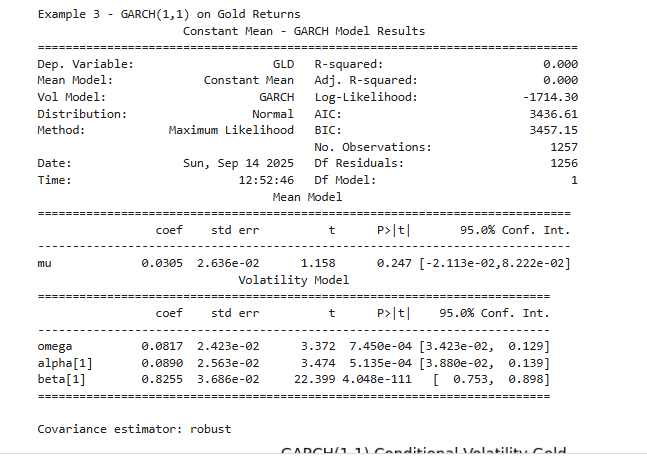 Example 3 - GARCH(1,1) on Gold Returns
Constant Mean - GARCH Model Results
==============================================================================
Dep. Variable:                    GLD   R-squared:                       0.000
Mean Model:             Constant Mean   Adj. R-squared:                  0.000
Vol Model:                      GARCH   Log-Likelihood:               -1714.30
Distribution:                  Normal   AIC:                           3436.61
Method:            Maximum Likelihood   BIC:                           3457.15
                                        No. Observations:                 1257
Date:                Sun, Sep 14 2025   Df Residuals:                     1256
Time:                        12:52:46   Df Model:                            1
Mean Model
=============================================================================
                 coef    std err          t      P>|t|       95.0% Conf. Int.
-----------------------------------------------------------------------------
mu             0.0305  2.636e-02      1.158      0.247 [-2.113e-02,8.222e-02]
Volatility Model
==========================================================================
                 coef    std err          t      P>|t|    95.0% Conf. Int.
--------------------------------------------------------------------------
omega          0.0817  2.423e-02      3.372  7.450e-04 [3.423e-02,  0.129]
alpha[1]       0.0890  2.563e-02      3.474  5.135e-04 [3.880e-02,  0.139]
beta[1]        0.8255  3.686e-02     22.399 4.048e-111   [  0.753,  0.898]
==========================================================================
Covariance estimator: robust
GARCH(1,1) Conditional Volatility Gold